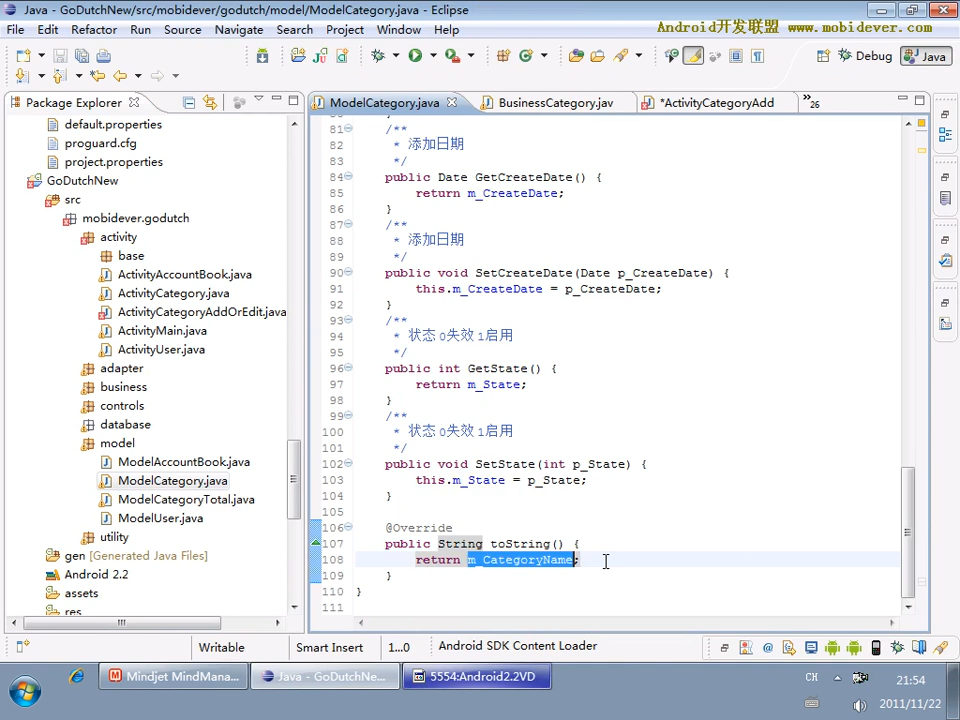 Java - GoDutchNew/src/mobidever/godutch/model/ModelCategory.java - Eclipse
File Edit Refactor Run Source Navigate Search Project Window Help
Android开发联盟 www.mobidever.com
Debug Java
Package Explorer
ModelCategory.java BusinessCategory.jav *ActivityCategoryAdd »26
default.properties
proguard.cfg
project.properties
GoDutchNew
src
mobidever.godutch
activity
base
ActivityAccountBook.java
ActivityCategory.java
ActivityCategoryAddOrEdit.java
ActivityMain.java
ActivityUser.java
adapter
business
controls
database
model
ModelAccountBook.java
ModelCategory.java
ModelCategoryTotal.java
ModelUser.java
utility
gen [Generated Java Files]
Android 2.2
assets
res
81 /**
82 * 添加日期
83 */
84 public Date GetCreateDate() {
85 return m_CreateDate;
86 }
87 /**
88 * 添加日期
89 */
90 public void SetCreateDate(Date p_CreateDate) {
91 this.m_CreateDate = p_CreateDate;
92 }
93 /**
94 * 状态 0失效 1启用
95 */
96 public int GetState() {
97 return m_State;
98 }
99 /**
100 * 状态 0失效 1启用
101 */
102 public void SetState(int p_State) {
103 this.m_State = p_State;
104 }
105
106 @Override
107 public String toString() {
108 return m_CategoryName;
109 }
110 }
111
Writable Smart Insert 1...0 Android SDK Content Loader
Mindjet MindMana... Java - GoDutchNe... 5554:Android2.2VD
CH 21:54
2011/11/22